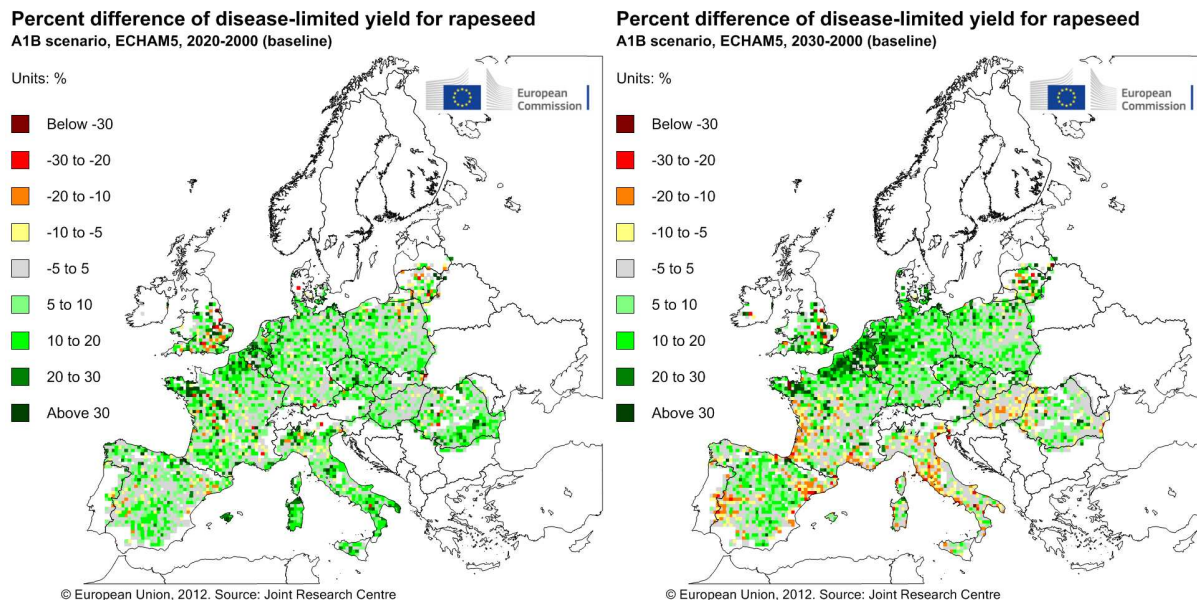 Percent difference of disease-limited yield for rapeseed
A1B scenario, ECHAM5, 2020-2000 (baseline)
Units: %
European
Commission
Below -30
-30 to -20
-20 to -10
-10 to -5
-5 to 5
5 to 10
10 to 20
20 to 30
Above 30
© European Union, 2012. Source: Joint Research Centre
Percent difference of disease-limited yield for rapeseed
A1B scenario, ECHAM5, 2030-2000 (baseline)
Units: %
European
Commission
Below -30
-30 to -20
-20 to -10
-10 to -5
-5 to 5
5 to 10
10 to 20
20 to 30
Above 30
© European Union, 2012. Source: Joint Research Centre